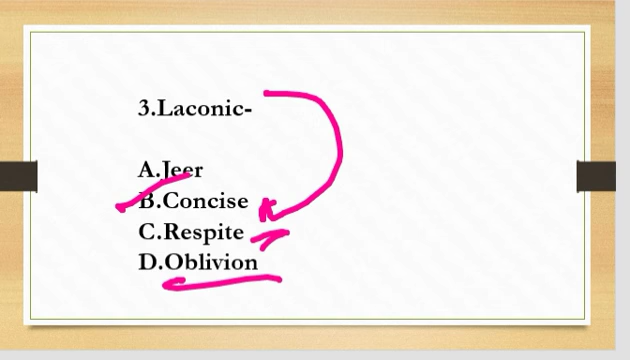 3.Laconic-
A.Jeer
B.Concise
C.Respite
D.Oblivion